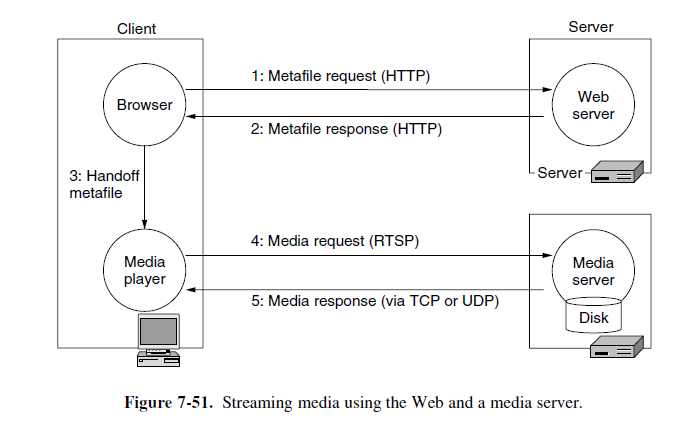 Client
Server
1: Metafile request (HTTP)
Browser
Web
server
2: Metafile response (HTTP)
3: Handoff
metafile
Server
4: Media request (RTSP)
Media
player
Media
server
5: Media response (via TCP or UDP)
Disk
Figure 7-51. Streaming media using the Web and a media server.